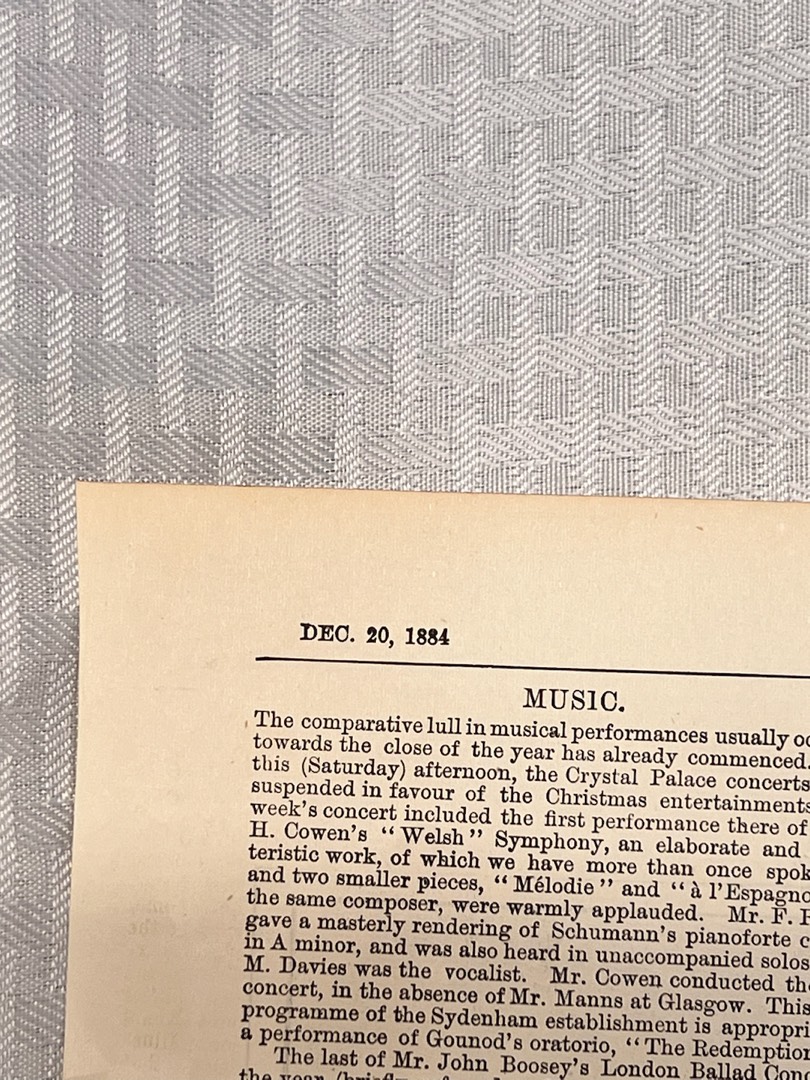 DEC. 20, 1884
MUSIC.
The comparative lull in musical performances usually
towards the close of the year has already commenced.
this (Saturday) afternoon, the Crystal Palace concerts
suspended in favour of the Christmas entertainments
week's concert included the first performance there of
H. Cowen's “Welsh” Symphony, an elaborate and
teristic work, of which we have more than once
and two smaller pieces, “Mélodie” and “à
the same composer, were warmly applauded. Mr. F.
gave a masterly rendering of Schumann's pianoforte
in A minor, and was also heard in unaccompanied solos
M. Davies was the vocalist. Mr. Cowen conducted
concert, in the absence of Mr. Manns at Glasgow. This
programme of the Sydenham establishment is
a performance of Gounod's oratorio, “The Redemption
The last of Mr. John Boosey's London Ballad
the year